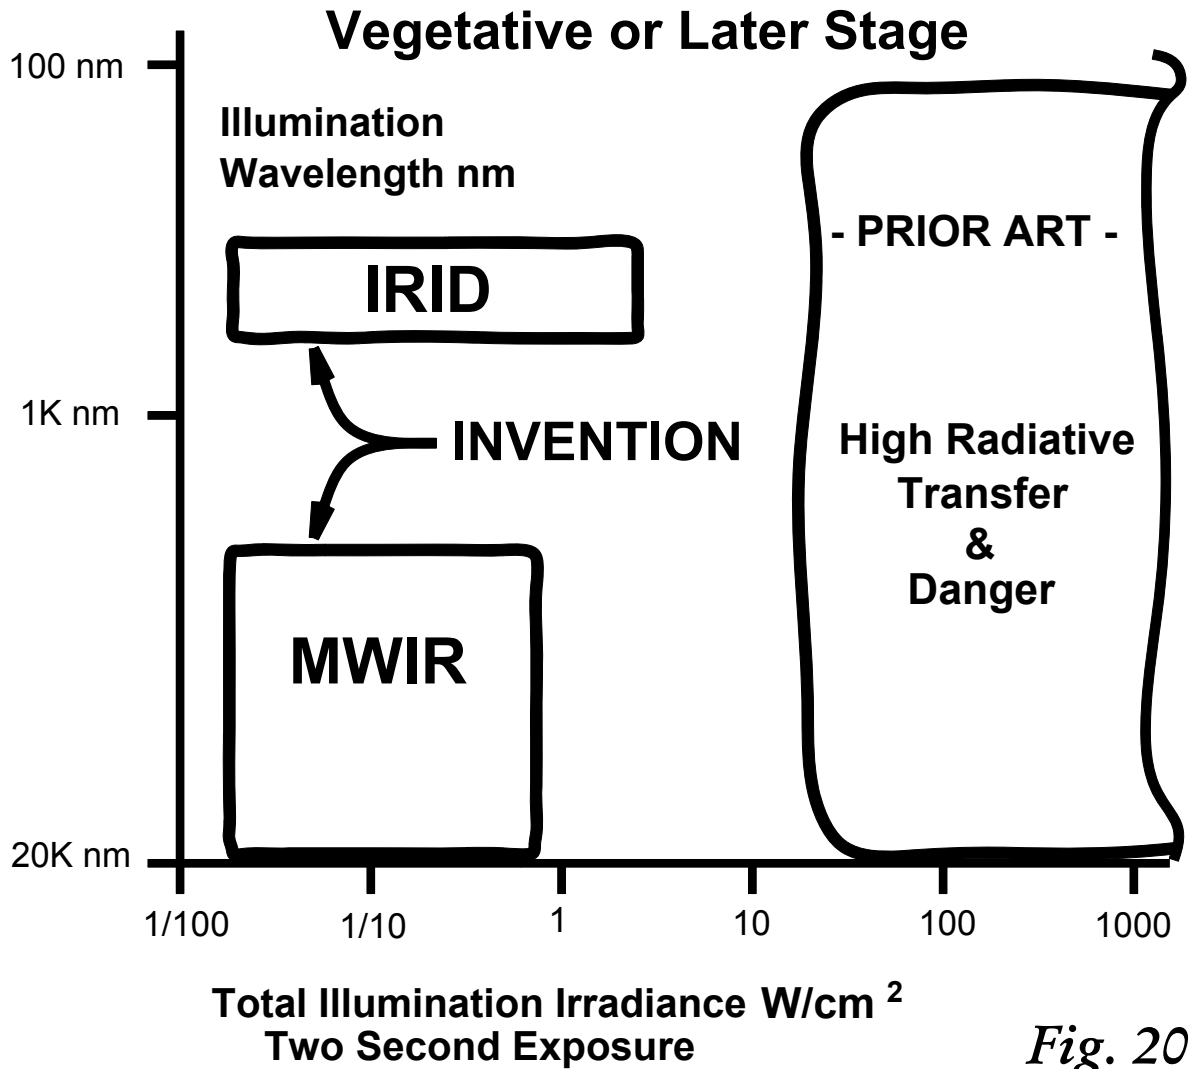 Vegetative or Later Stage
100 nm
Illumination
Wavelength nm
- PRIOR ART -
IRID
1K nm
INVENTION
High Radiative
Transfer
&
Danger
MWIR
20K nm
1/100
1/10
1
10
100
1000
Total Illumination Irradiance W/cm ²
Two Second Exposure
Fig. 20